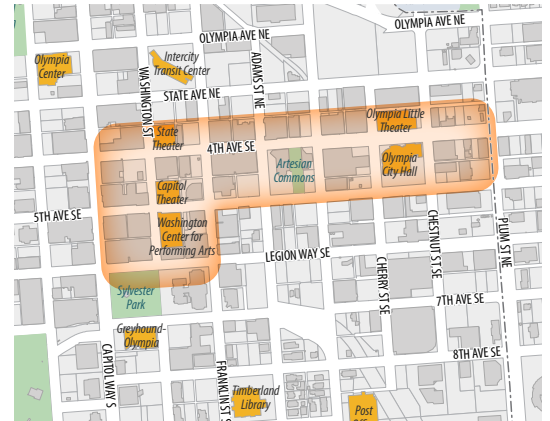 OLYMPIA AVE NE
OLYMPIA AVE NE
Olympia
Center
Intercity
Transit Center
ADAMS ST NE
WASHINGTON ST
STATE AVE NE
State
Theater
4TH AVE SE
Olympia Little
Theater
Artesian
Commons
Olympia
City Hall
Capitol
Theater
5TH AVE SE
Washington
Center for
Performing Arts
CHESTNUT ST SE
PLUM ST NE
LEGION WAY SE
CHERRY ST SE
Sylvester
Park
7TH AVE SE
Greyhound-
Olympia
CAPITOL WAY S
FRANKLIN ST S
8TH AVE SE
Timberland
Library
Post